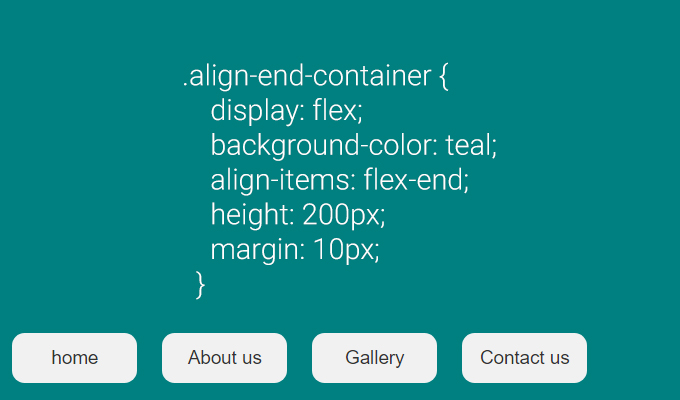 .align-end-container {
display: flex;
background-color: teal;
align-items: flex-end;
height: 200px;
margin: 10px;
}
home About us Gallery Contact us